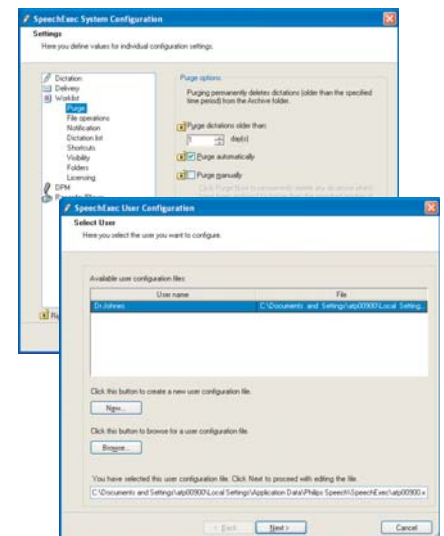 SpeechExec System Configuration
Settings
Here you define values for individual configuration settings.
Dictation
Delivery
Worklist
Purge
File operations
Notification
Dictation list
Shortcuts
Visibility
Folders
Licensing
DPM
Purge options
Purging permanently deletes dictations (older than the specified
time period) from the Archive folder.
Purge dictations older than:
1 day(s)
Purge automatically
Purge manually
SpeechExec User Configuration
Select User
Here you select the user you want to configure.
Available user configuration files:
User name File
Dr.Johnes C:\Documents and Settings\atp00900\Local Setting...
Click this button to create a new user configuration file.
New...
Click this button to browse for a user configuration file.
Browse...
You have selected this user configuration file. Click Next to proceed with editing the file.
C:\Documents and Settings\atp00900\Local Settings\Application Data\Philips Speech\SpeechExec\atp00900.x
< Back Next > Cancel